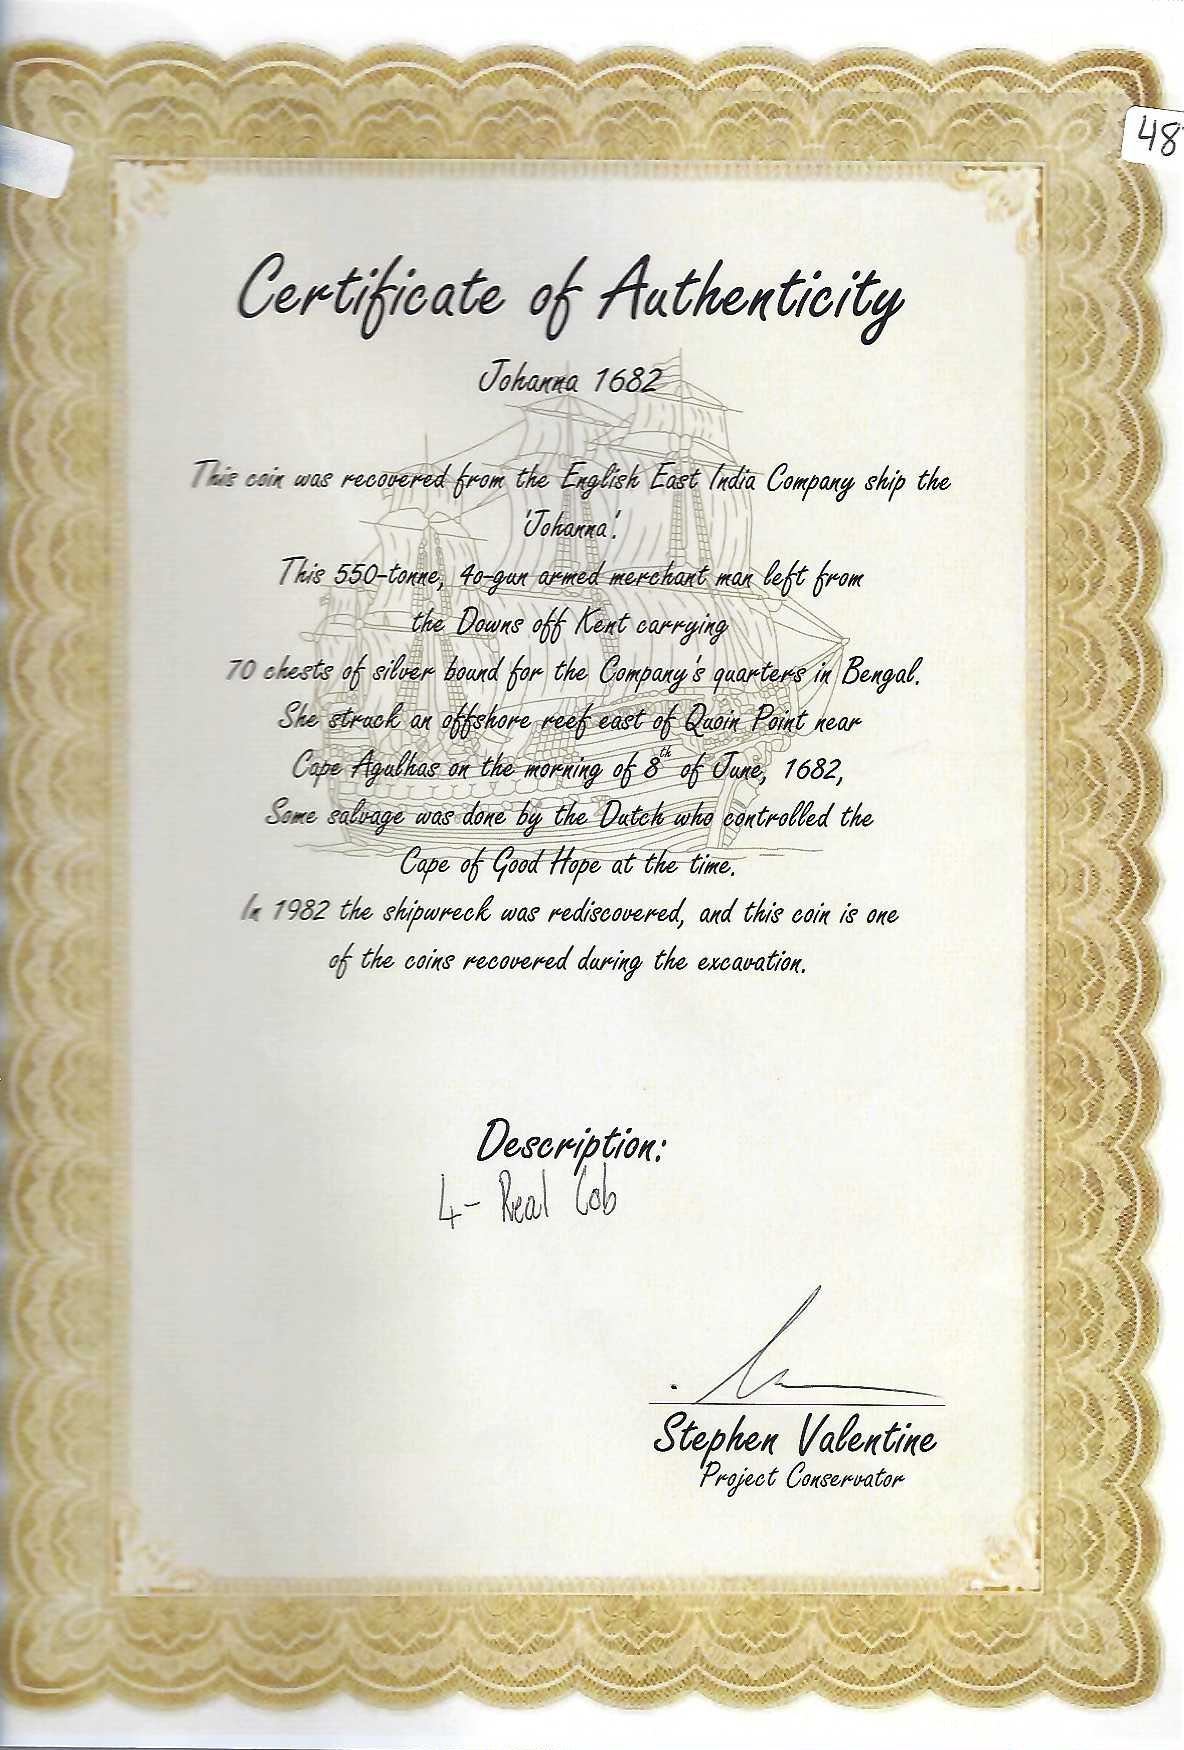 48
Certificate of Authenticity
Johanna 1682
This coin was recovered from the English East India Company ship the
'Johanna'.
This 550-tonne, 40-gun armed merchant man left from
the Downs off Kent carrying
70 chests of silver bound for the Company's quarters in Bengal.
She struck an offshore reef east of Quoin Point near
Cape Agulhas on the morning of 8th of June, 1682,
Some salvage was done by the Dutch who controlled the
Cape of Good Hope at the time.
In 1982 the shipwreck was rediscovered, and this coin is one
of the coins recovered during the excavation.
Description:
4- Real Cob
Stephen Valentine
Project Conservator